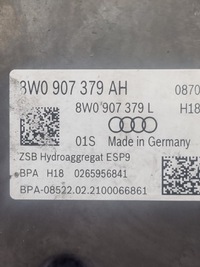 8W0 907 379 AH 0870
8W0 907 379 L H18
01S Made in Germany
ZSB Hydroaggregat ESP9
BPA H18 0265956841
BPA-08522.02.2100066861